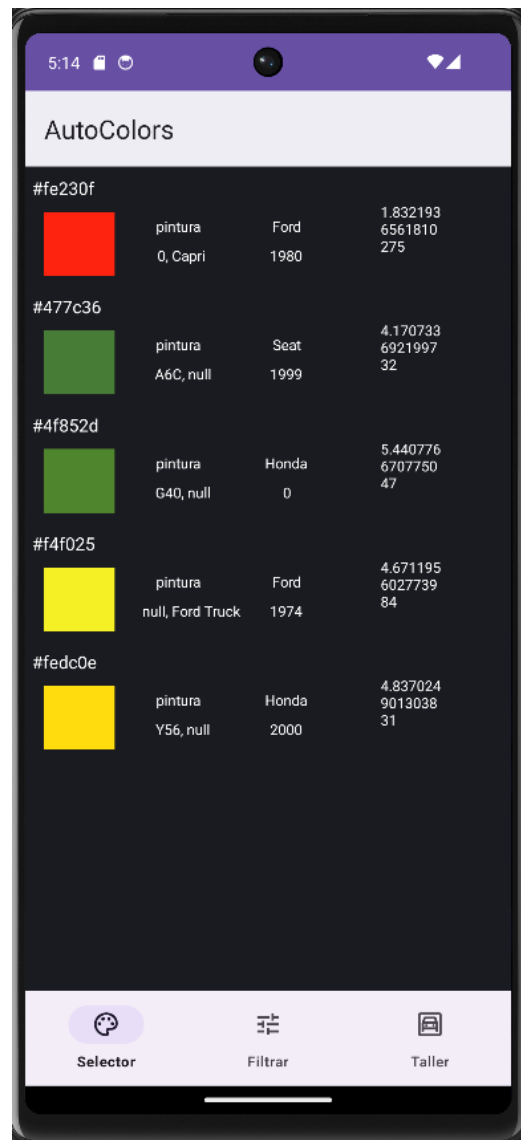 5:14
AutoColors
#fe230f
pintura Ford
0, Capri 1980
1.832193
6561810
275
#477c36
pintura Seat
A6C, null 1999
4.170733
6921997
32
#4f852d
pintura Honda
G40, null 0
5.440776
6707750
47
#f4f025
pintura Ford
null, Ford Truck 1974
4.671195
6027739
84
#fedc0e
pintura Honda
Y56, null 2000
4.837024
9013038
31
Selector Filtrar Taller